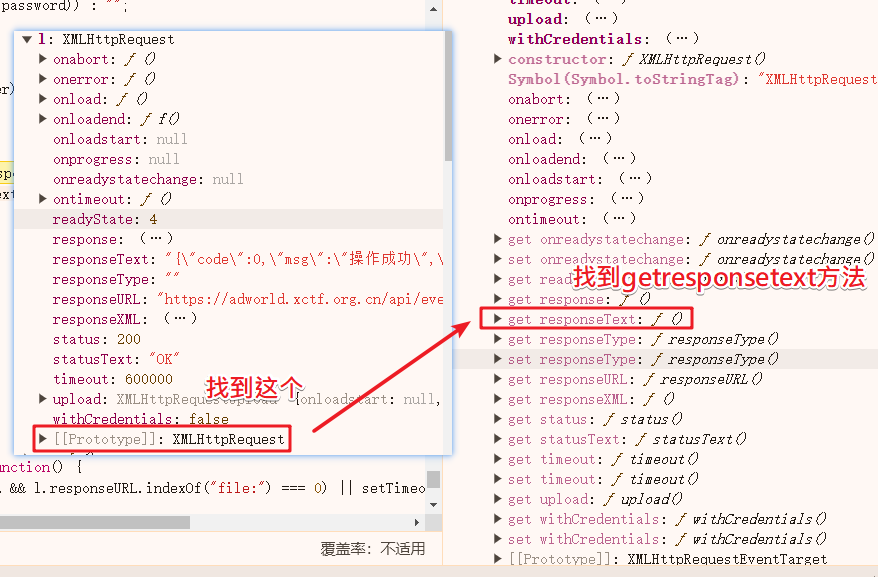 password)) : "";
l: XMLHttpRequest
onabort: ƒ ()
onerror: ƒ ()
onload: ƒ ()
onloadend: ƒ f()
onloadstart: null
onprogress: null
onreadystatechange: null
ontimeout: ƒ ()
readyState: 4
response: (...)
responseText: "{\"code\":0,\"msg\":\"操作成功\",\
responseType: ""
responseURL: "https://adworld.xctf.org.cn/api/eve
responseXML: (...)
status: 200
statusText: "OK"
timeout: 600000
找到这个
upload: XMLHttpRequestUpload {onloadstart: null,
withCredentials: false
[[Prototype]]: XMLHttpRequest
nction() {
&& l.responseURL.indexOf("file:") === 0) || setTimeo
覆盖率: 不适用
timeout: (...)
upload: (...)
withCredentials: (...)
constructor: ƒ XMLHttpRequest()
Symbol(Symbol.toStringTag): "XMLHttpRequest
onabort: (...)
onerror: (...)
onload: (...)
onloadend: (...)
onloadstart: (...)
onprogress: (...)
ontimeout: (...)
get onreadystatechange: ƒ onreadystatechange()
set onreadystatechange: ƒ onreadystatechange()
找到getresponsetext方法
get response: ƒ ()
get responseText: ƒ ()
get responseType: ƒ responseType()
set responseType: ƒ responseType()
get responseURL: ƒ responseURL()
get responseXML: ƒ ()
get status: ƒ status()
get statusText: ƒ statusText()
get timeout: ƒ timeout()
set timeout: ƒ timeout()
get upload: ƒ upload()
get withCredentials: ƒ withCredentials()
set withCredentials: ƒ withCredentials()
[[Prototype]]: XMLHttpRequestEventTarget